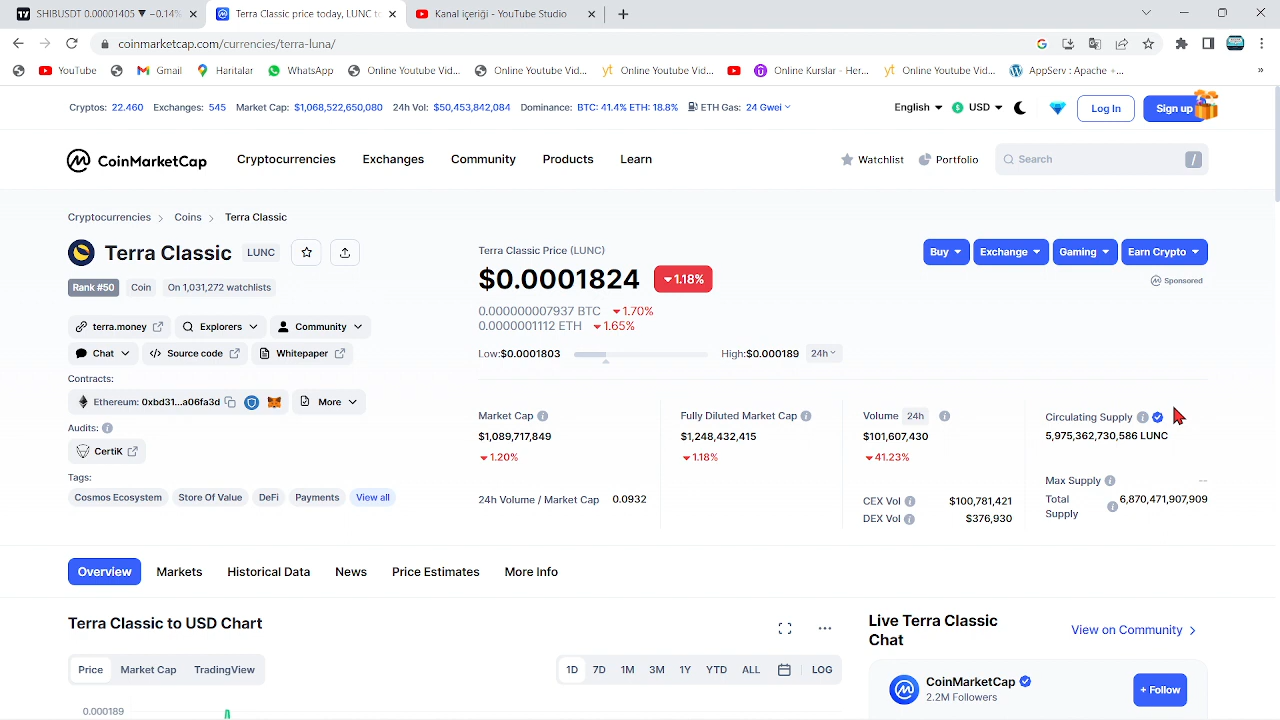 SHIBUSDT 0.00001405 ▼ −0.14%
Terra Classic price today, LUNC to
Kanal içeriği - YouTube Studio
coinmarketcap.com/currencies/terra-luna/
YouTube
Gmail
Haritalar
WhatsApp
Online Youtube Vid...
Online Youtube Vid...
Online Youtube Vid...
Online Kurslar - Her...
Online Youtube Vid...
AppServ : Apache +...
»
Cryptos: 22.460 Exchanges: 545 Market Cap: $1,068,522,650,080 24h Vol: $50,453,842,084 Dominance: BTC: 41.4% ETH: 18.8% ETH Gas: 24 Gwei
English
USD
Log In
Sign up
CoinMarketCap
Cryptocurrencies
Exchanges
Community
Products
Learn
Watchlist
Portfolio
Search
/
Cryptocurrencies > Coins > Terra Classic
Terra Classic LUNC
Rank #50
Coin
On 1,031,272 watchlists
terra.money
Explorers
Community
Chat
Source code
Whitepaper
Contracts:
Ethereum: 0xbd31...a06fa3d
More
Audits:
CertiK
Tags:
Cosmos Ecosystem
Store Of Value
DeFi
Payments
View all
Terra Classic Price (LUNC)
$0.0001824 1.18%
0.000000007937 BTC 1.70%
0.0000001112 ETH 1.65%
Low:$0.0001803
High:$0.000189
24h
Buy
Exchange
Gaming
Earn Crypto
Sponsored
Market Cap
$1,089,717,849
1.20%
24h Volume / Market Cap 0.0932
Fully Diluted Market Cap
$1,248,432,415
1.18%
Volume 24h
$101,607,430
41.23%
CEX Vol $100,781,421
DEX Vol $376,930
Circulating Supply
5,975,362,730,586 LUNC
Max Supply --
Total Supply 6,870,471,907,909
Overview
Markets
Historical Data
News
Price Estimates
More Info
Terra Classic to USD Chart
Price
Market Cap
TradingView
1D
7D
1M
3M
1Y
YTD
ALL
LOG
0.000189
Live Terra Classic
Chat
View on Community >
CoinMarketCap
2.2M Followers
+ Follow